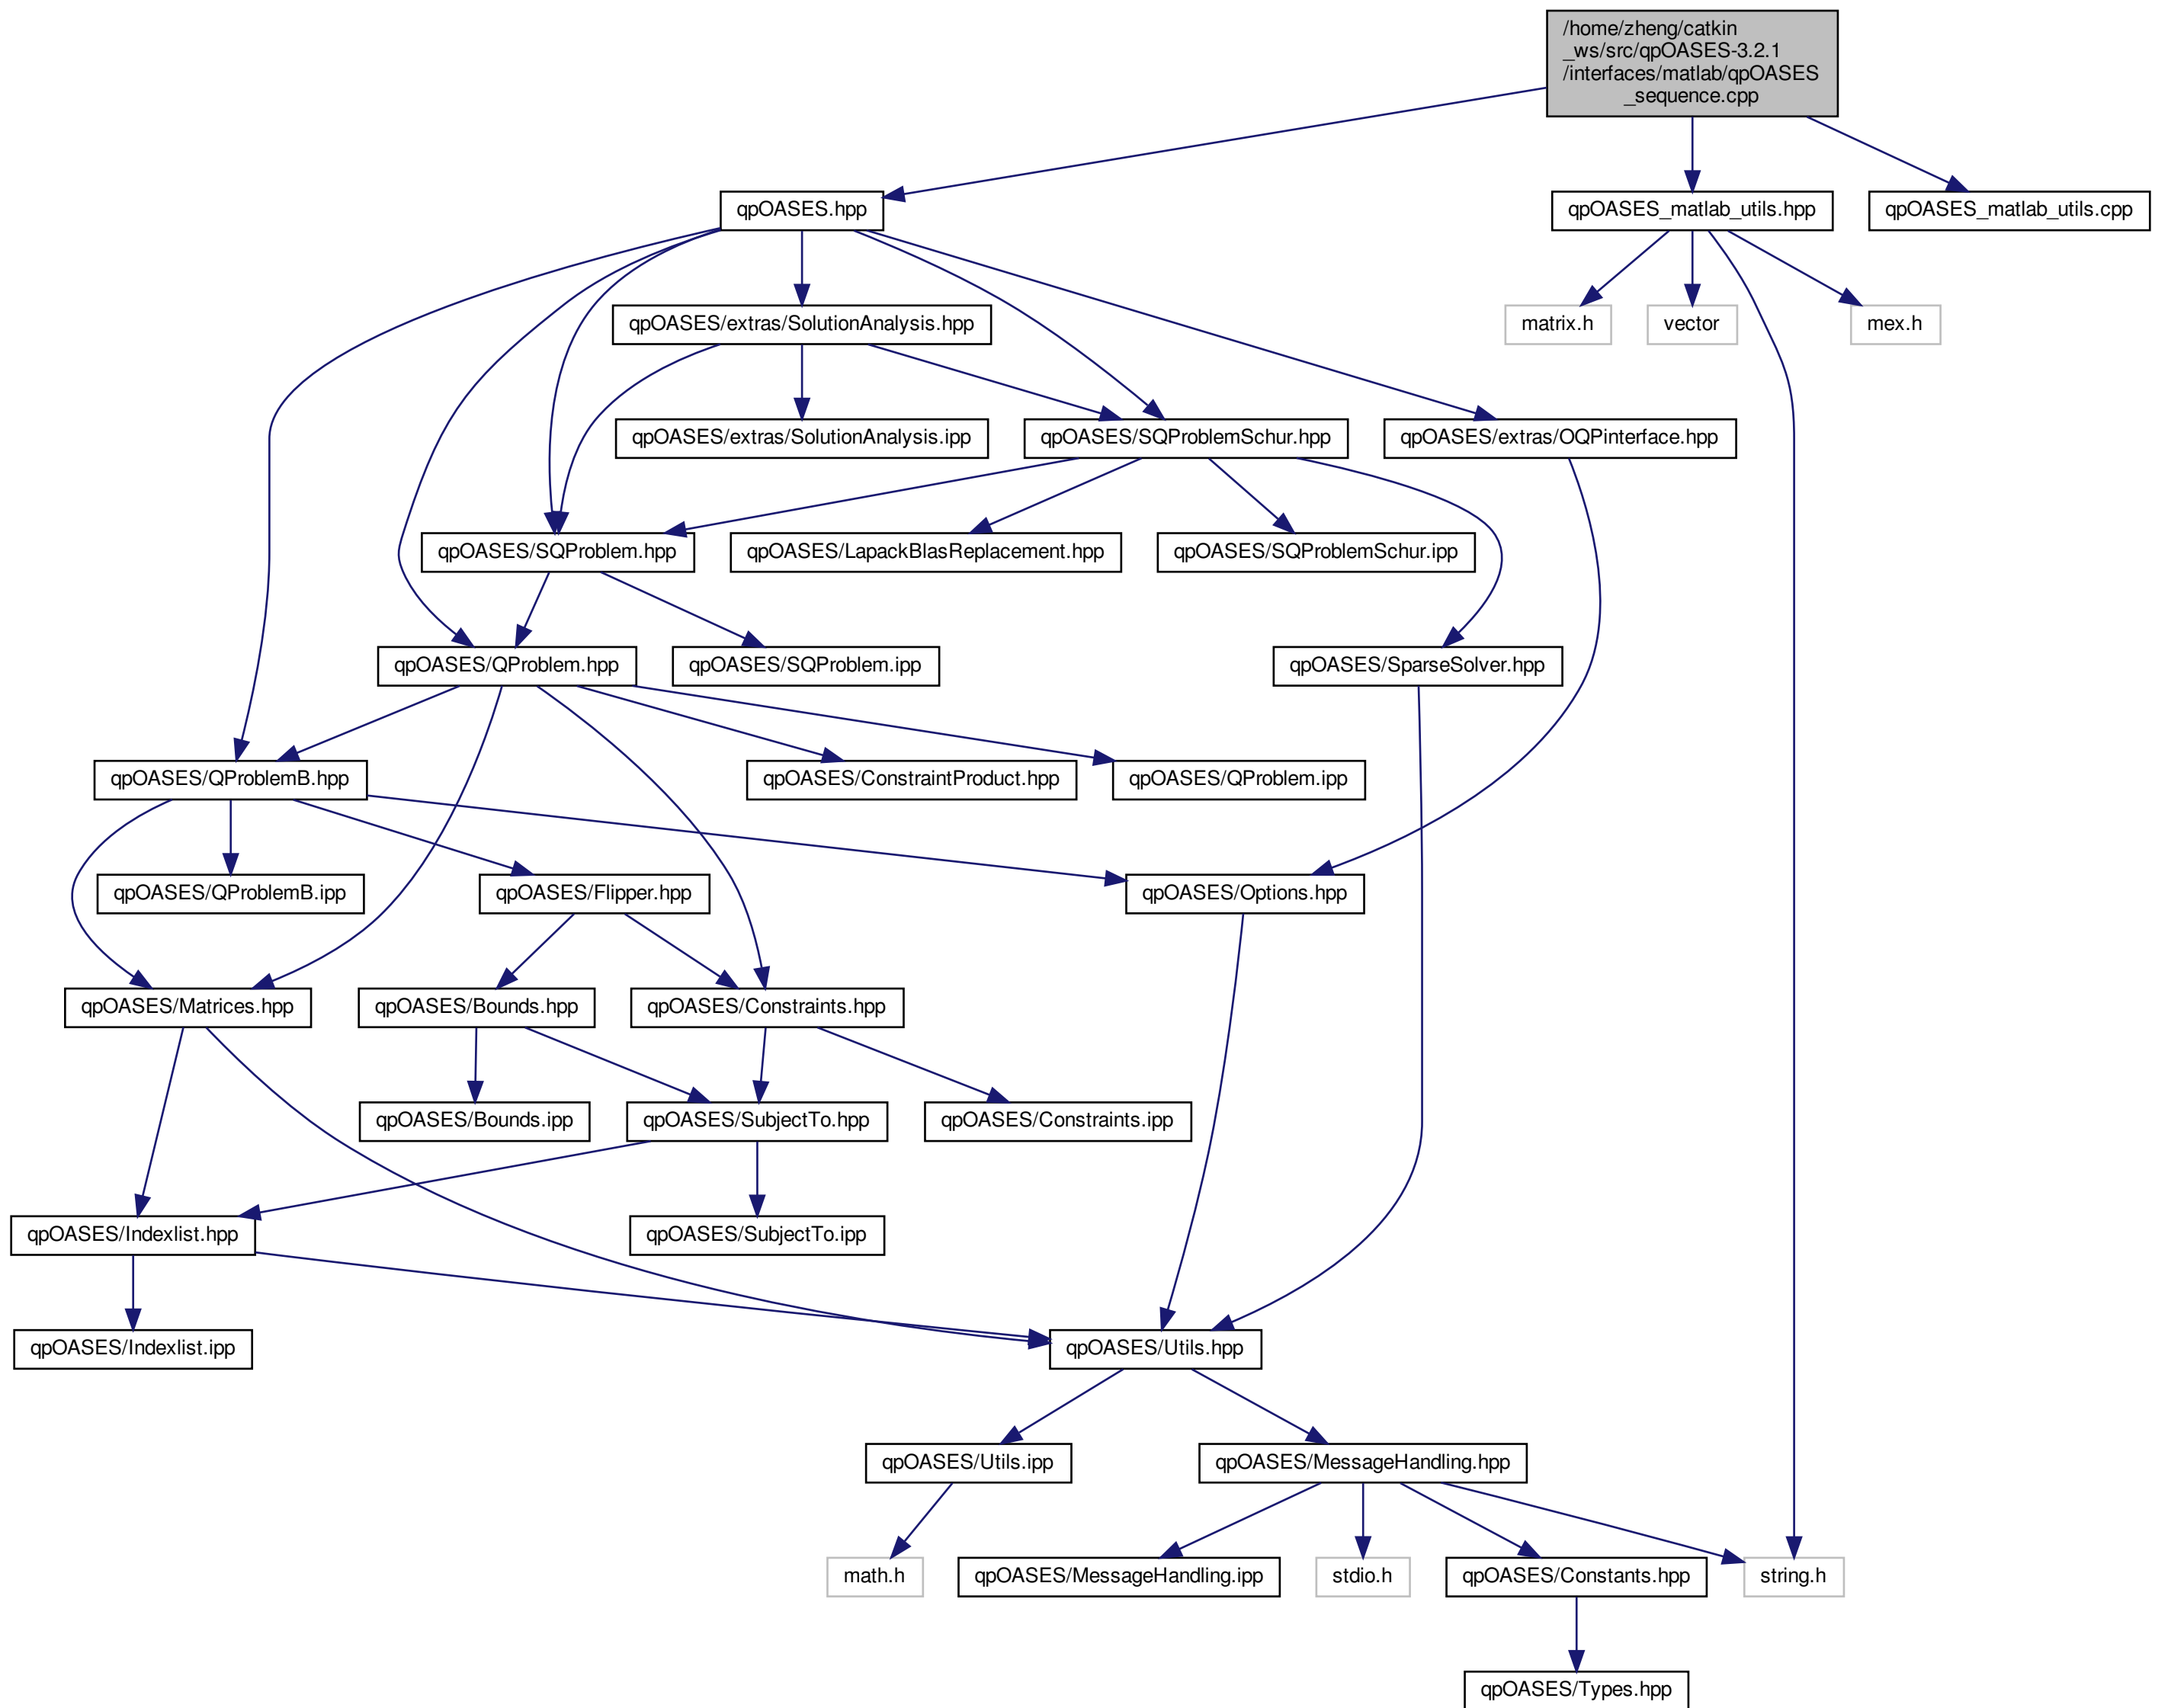 /home/zheng/catkin
_ws/src/qpOASES-3.2.1
/interfaces/matlab/qpOASES
_sequence.cpp
qpOASES.hpp
qpOASES_matlab_utils.hpp
qpOASES_matlab_utils.cpp
qpOASES/extras/SolutionAnalysis.hpp
matrix.h
vector
mex.h
qpOASES/extras/SolutionAnalysis.ipp
qpOASES/SQProblemSchur.hpp
qpOASES/extras/OQPinterface.hpp
qpOASES/SQProblem.hpp
qpOASES/LapackBlasReplacement.hpp
qpOASES/SQProblemSchur.ipp
qpOASES/QProblem.hpp
qpOASES/SQProblem.ipp
qpOASES/SparseSolver.hpp
qpOASES/QProblemB.hpp
qpOASES/ConstraintProduct.hpp
qpOASES/QProblem.ipp
qpOASES/QProblemB.ipp
qpOASES/Flipper.hpp
qpOASES/Options.hpp
qpOASES/Matrices.hpp
qpOASES/Bounds.hpp
qpOASES/Constraints.hpp
qpOASES/Bounds.ipp
qpOASES/SubjectTo.hpp
qpOASES/Constraints.ipp
qpOASES/Indexlist.hpp
qpOASES/SubjectTo.ipp
qpOASES/Indexlist.ipp
qpOASES/Utils.hpp
qpOASES/Utils.ipp
qpOASES/MessageHandling.hpp
math.h
qpOASES/MessageHandling.ipp
stdio.h
qpOASES/Constants.hpp
string.h
qpOASES/Types.hpp